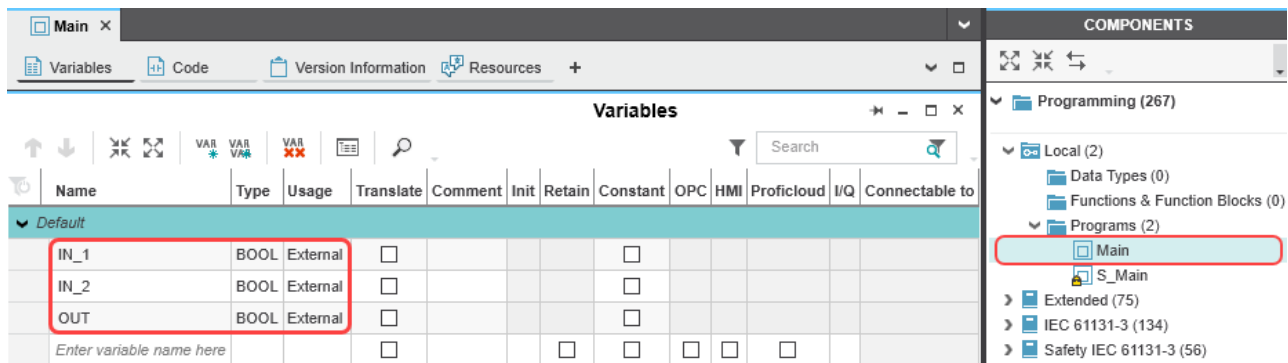 Main
Variables Code Version Information Resources +
Variables
Search
Name Type Usage Translate Comment Init Retain Constant OPC HMI Proficloud I/Q Connectable to
Default
IN_1 BOOL External
IN_2 BOOL External
OUT BOOL External
Enter variable name here
COMPONENTS
Programming (267)
Local (2)
Data Types (0)
Functions & Function Blocks (0)
Programs (2)
Main
S_Main
Extended (75)
IEC 61131-3 (134)
Safety IEC 61131-3 (56)